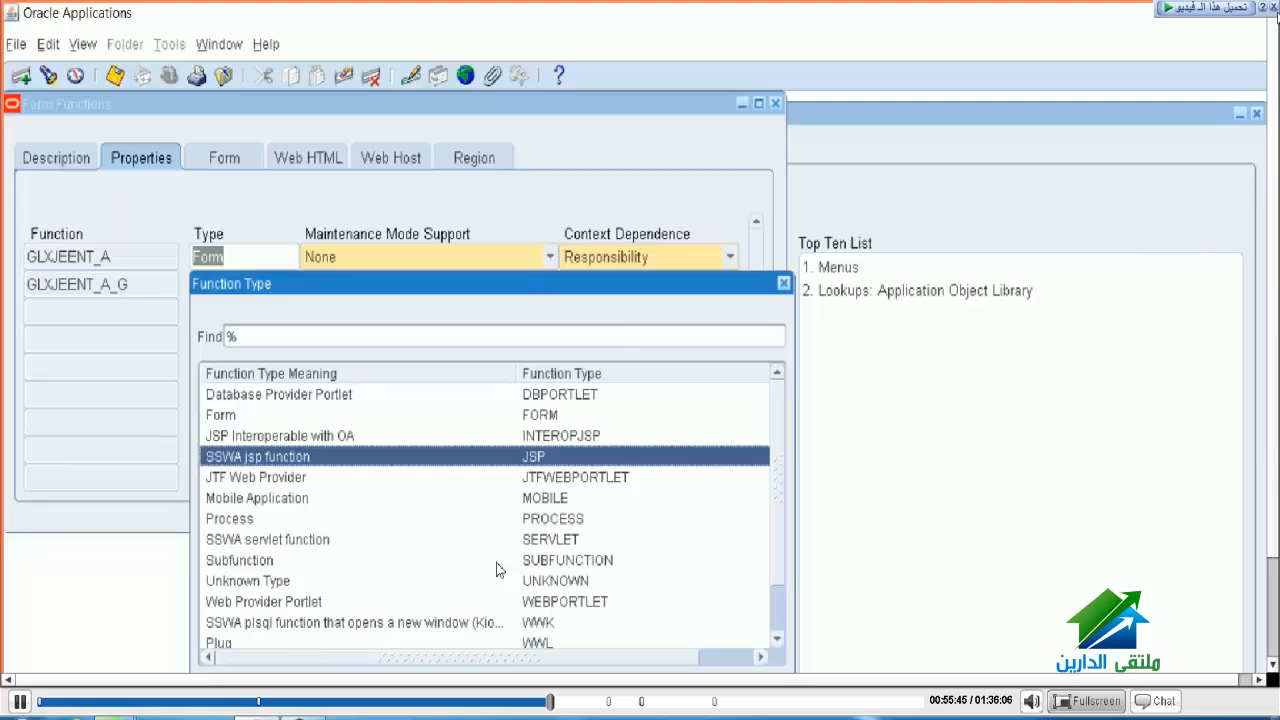 Oracle Applications
تحميل هذا الـ فيديو
File Edit View Folder Tools Window Help
Form Functions
Description Properties Form Web HTML Web Host Region
Function Type Maintenance Mode Support Context Dependence
GLXJEENT_A Form None Responsibility
GLXJEENT_A_G
Function Type
Find %
Function Type Meaning Function Type
Database Provider Portlet DBPORTLET
Form FORM
JSP Interoperable with OA INTEROPJSP
SSWA jsp function JSP
JTF Web Provider JTFWEBPORTLET
Mobile Application MOBILE
Process PROCESS
SSWA servlet function SERVLET
Subfunction SUBFUNCTION
Unknown Type UNKNOWN
Web Provider Portlet WEBPORTLET
SSWA plsql function that opens a new window (Kio... WWK
Plug WWL
Top Ten List
1. Menus
2. Lookups: Application Object Library
ملتقى الدارين
0 0 0 00:55:45 / 01:36:06 Fullscreen Chat